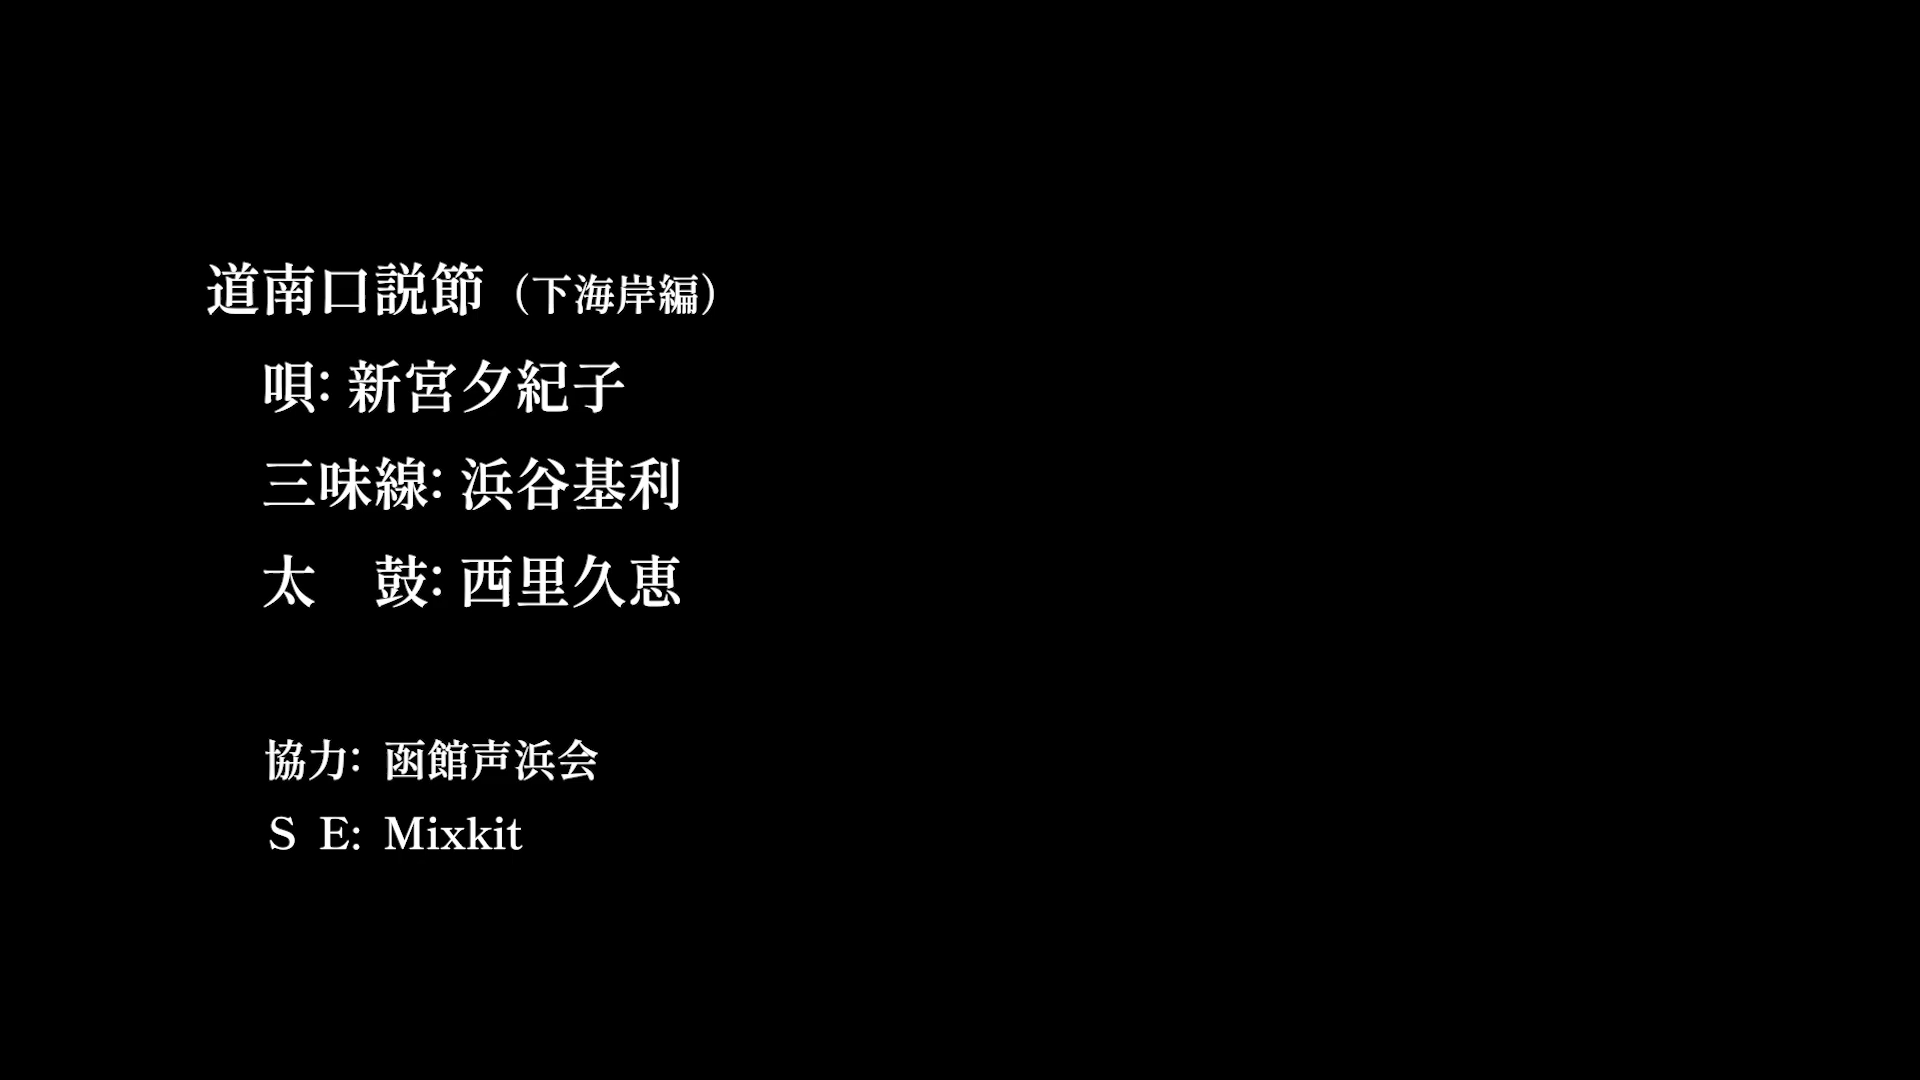 道南口説節（下海岸編）
唄：新宮夕紀子
三味線：浜谷基利
太　鼓：西里久恵
協力：函館声浜会
S E: Mixkit